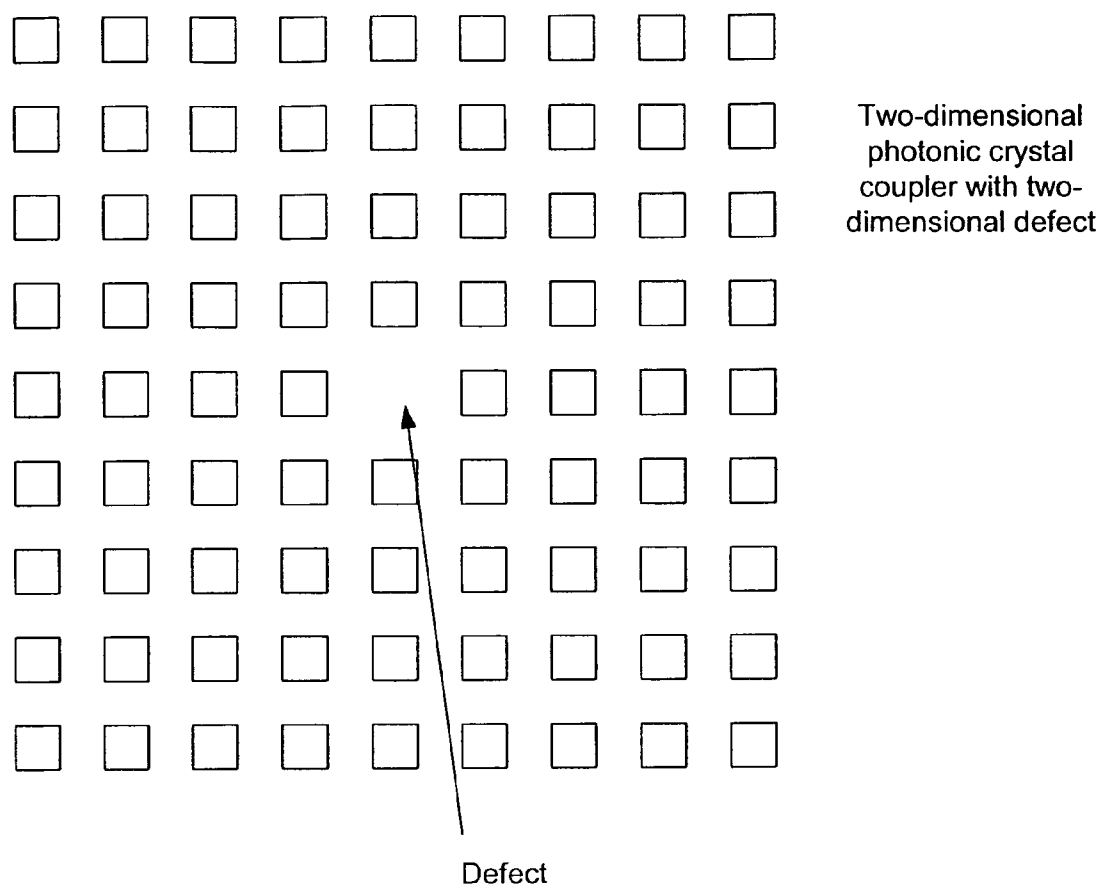 Two-dimensional
photonic crystal
coupler with two-
dimensional defect
Defect